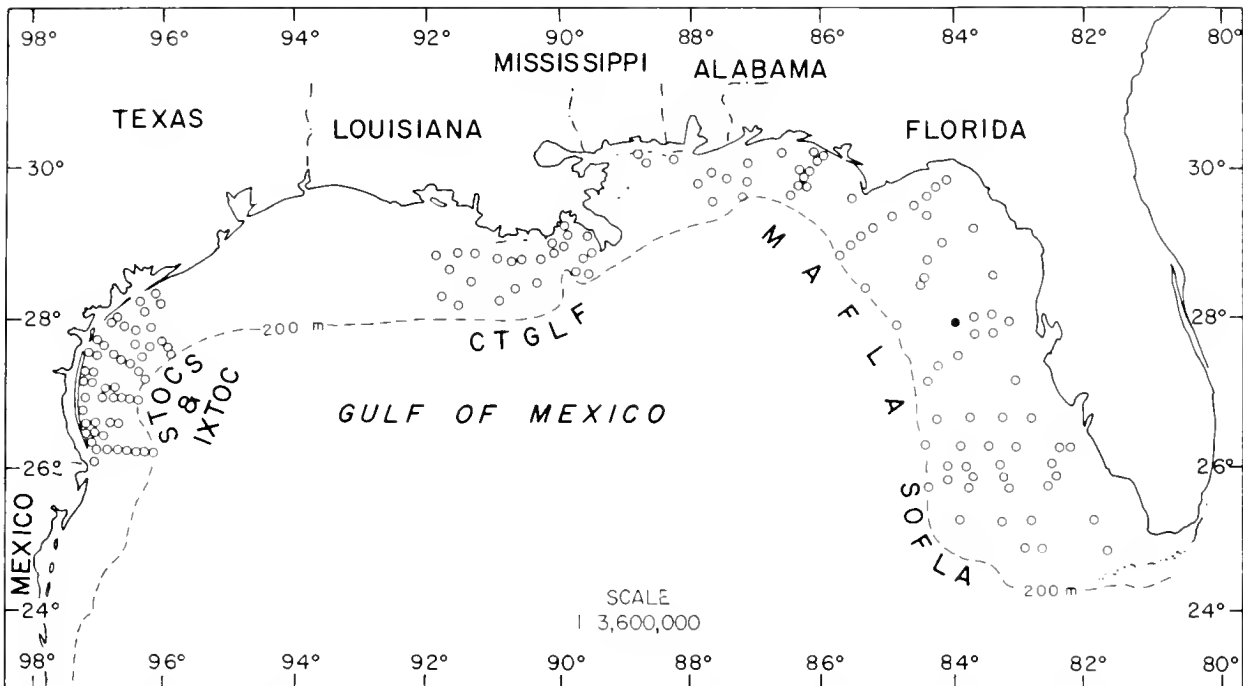 98° 96° 94° 92° 90° 88° 86° 84° 82° 80°
MISSISSIPPI ALABAMA
TEXAS LOUISIANA FLORIDA
30° 30°
28° 28°
200 m
CTGLF
MAFLA
STOCS
&
IXTOC
GULF OF MEXICO
26° 26°
SOFLA
MEXICO
200 m
24° 24°
SCALE
1 3,600,000
98° 96° 94° 92° 90° 88° 86° 84° 82° 80°